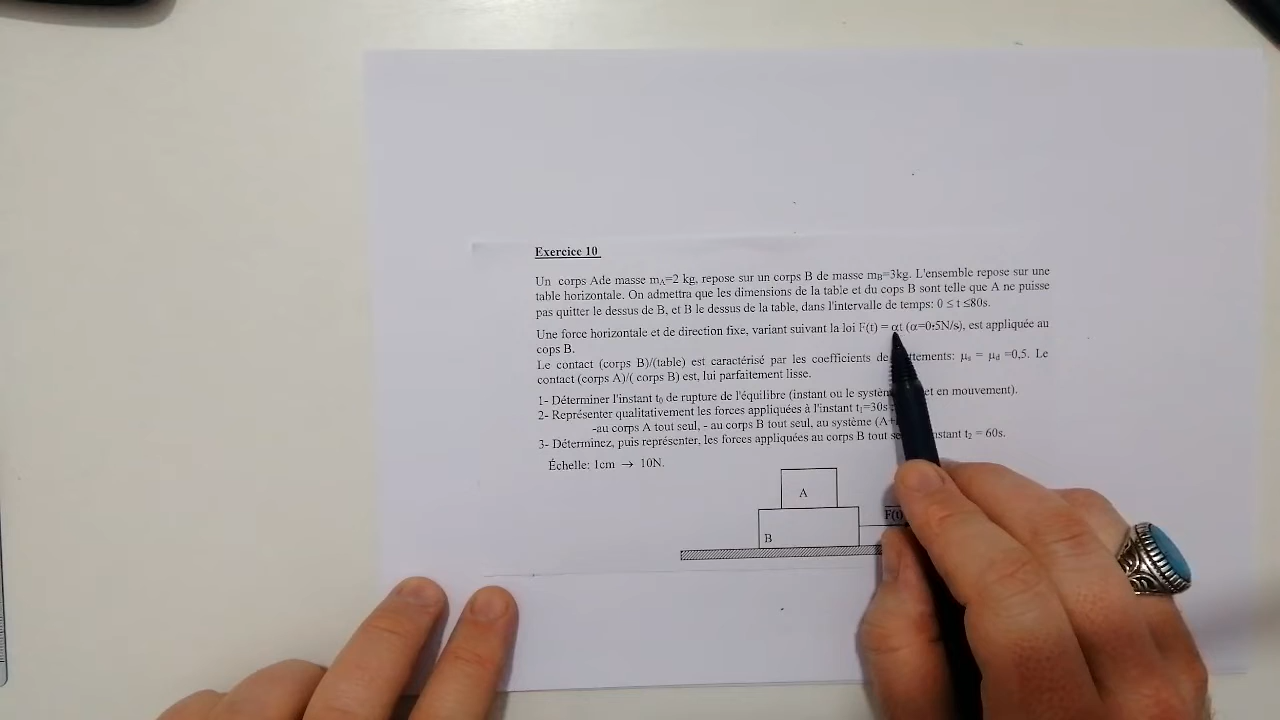 Exercice 10
Un corps Ade masse mA=2 kg, repose sur un corps B de masse mB=3kg. L'ensemble repose sur une
table horizontale. On admettra que les dimensions de la table et du cops B sont telle que A ne puisse
pas quitter le dessus de B, et B le dessus de la table, dans l'intervalle de temps: 0 ≤ t ≤80s.
Une force horizontale et de direction fixe, variant suivant la loi F(t) = αt (α=0.5N/s), est appliquée au
cops B.
Le contact (corps B)/(table) est caractérisé par les coefficients de ttements: μs = μd =0,5. Le
contact (corps A)/( corps B) est, lui parfaitement lisse.
1- Déterminer l'instant t0 de rupture de l'équilibre (instant ou le systèm et en mouvement).
2- Représenter qualitativement les forces appliquées à l'instant t1=30s
-au corps A tout seul, - au corps B tout seul, au système (A+
3- Déterminez, puis représenter, les forces appliquées au corps B tout se nstant t2 = 60s.
Échelle: 1cm → 10N.
A
F(t)
B